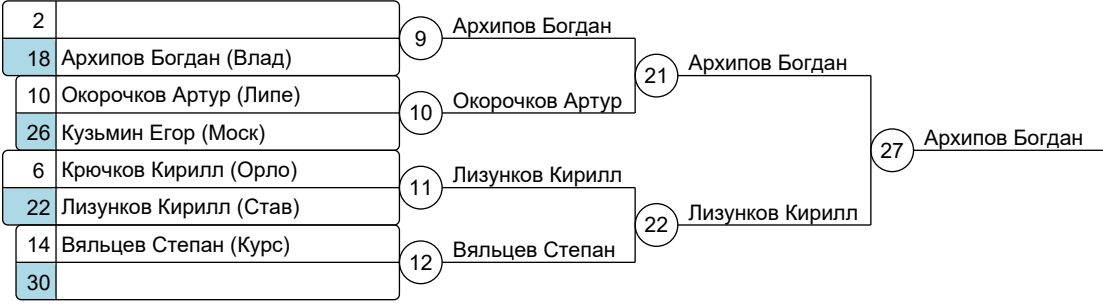 2
18 Архипов Богдан (Влад)
10 Окорочков Артур (Липе)
26 Кузьмин Егор (Моск)
6 Крючков Кирилл (Орло)
22 Лизунков Кирилл (Став)
14 Вяльцев Степан (Курс)
30
9 Архипов Богдан
10 Окорочков Артур
11 Лизунков Кирилл
12 Вяльцев Степан
21 Архипов Богдан
22 Лизунков Кирилл
27 Архипов Богдан